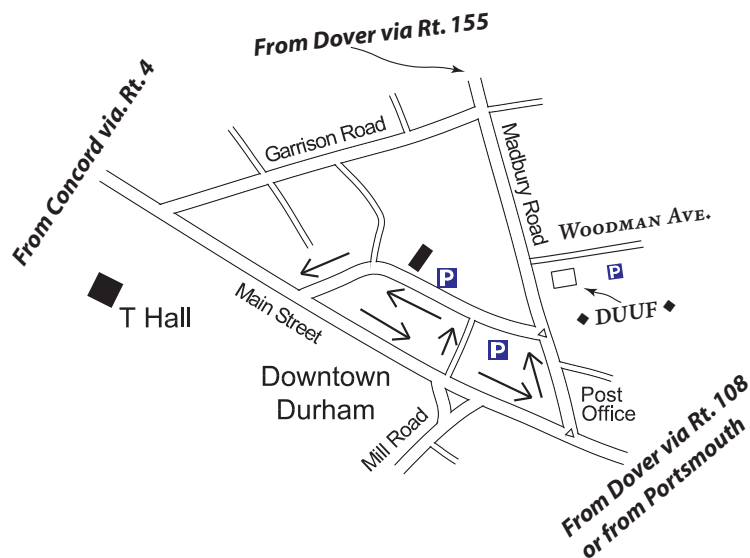 From Dover via Rt. 155
From Concord via. Rt. 4
Garrison Road
Madbury Road
WOODMAN AVE.
P
P
DUUF
T Hall
Main Street
P
Downtown
Durham
Post
Office
Mill Road
From Dover via Rt. 108
or from Portsmouth